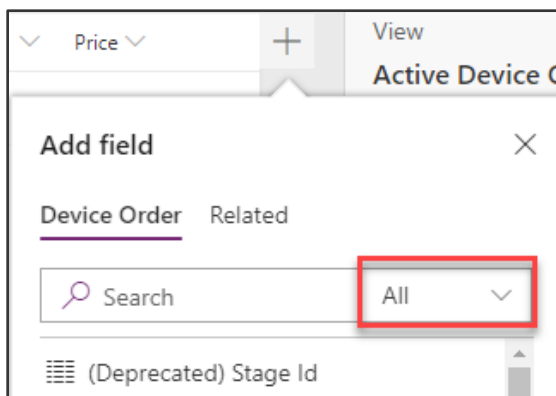 Price
View
Active Device
Add field
Device Order Related
Search All
(Deprecated) Stage Id